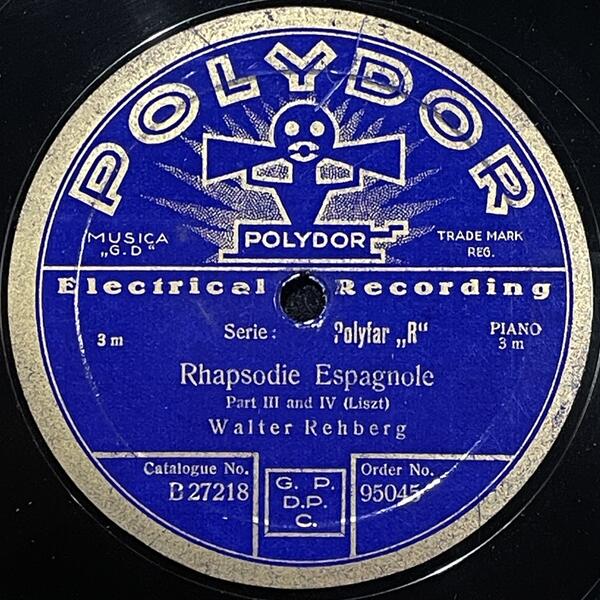 POLYDOR
POLYDOR
MUSICA
„G.D“
TRADE MARK
REG.
Electrical Recording
3 m
Serie: Polyfar „R“
PIANO
3 m
Rhapsodie Espagnole
Part III and IV (Liszt)
Walter Rehberg
Catalogue No.
B 27218
G. P.
D.P.
C.
Order No.
95045